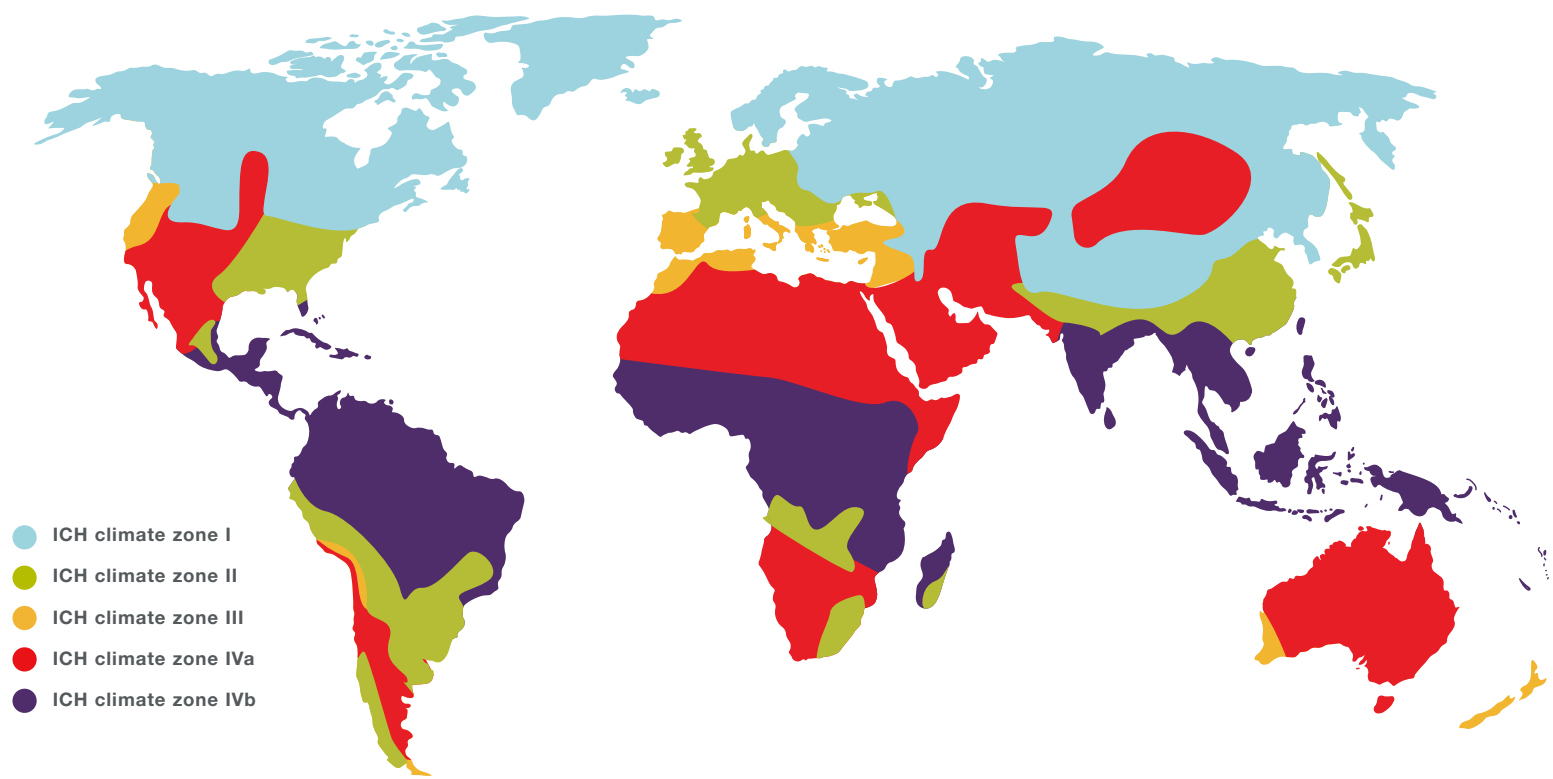 ICH climate zone I
ICH climate zone II
ICH climate zone III
ICH climate zone IVa
ICH climate zone IVb